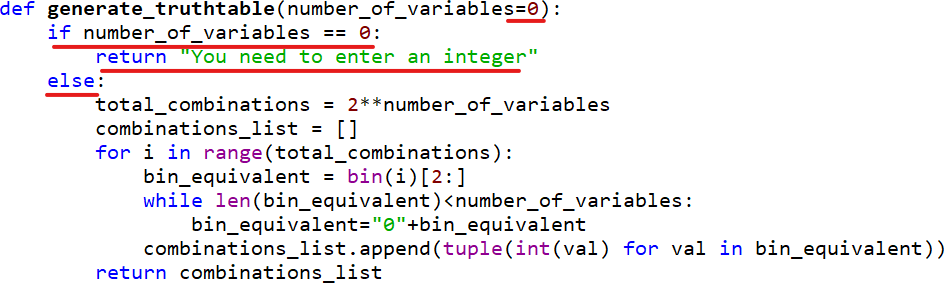 def generate_truthtable(number_of_variables=0):
    if number_of_variables == 0:
        return "You need to enter an integer"
    else:
        total_combinations = 2**number_of_variables
        combinations_list = []
        for i in range(total_combinations):
            bin_equivalent = bin(i)[2:]
            while len(bin_equivalent)<number_of_variables:
                bin_equivalent="0"+bin_equivalent
            combinations_list.append(tuple(int(val) for val in bin_equivalent))
        return combinations_list